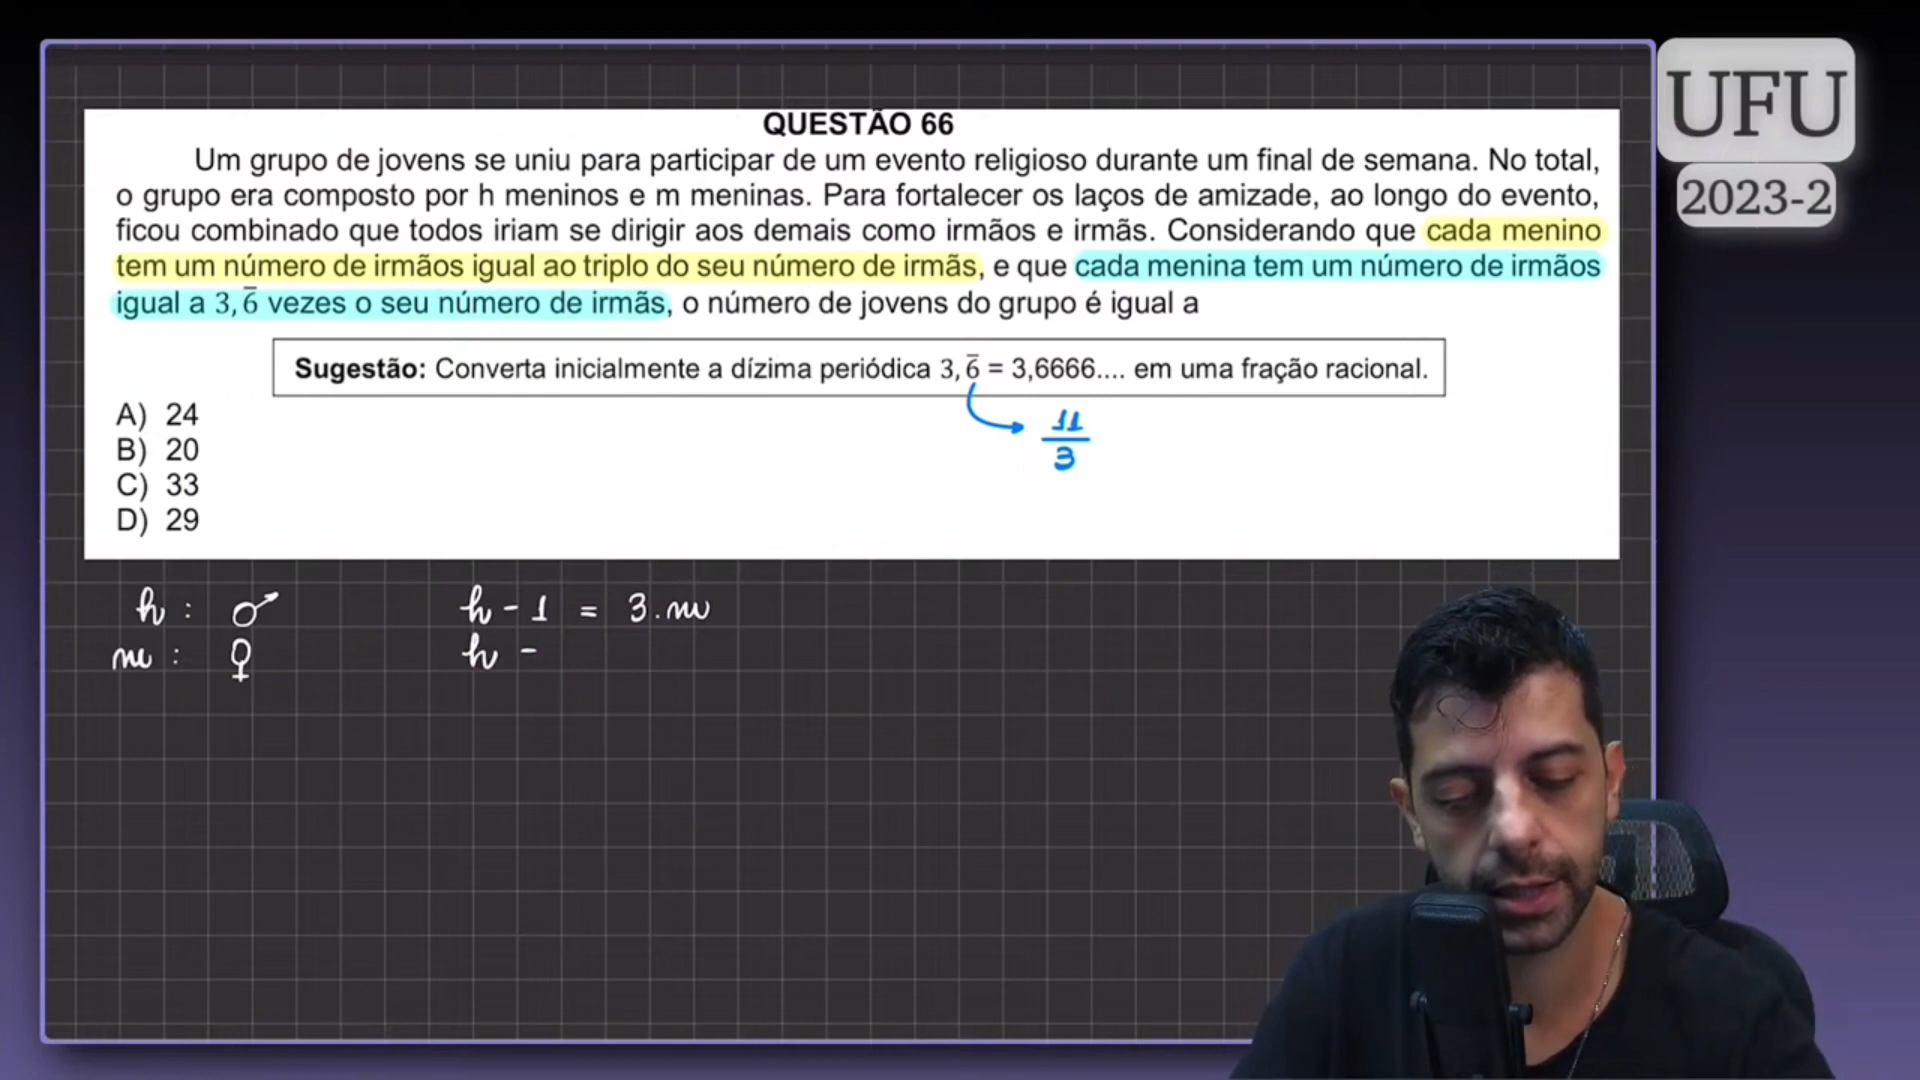 UFU
2023-2
QUESTÃO 66
Um grupo de jovens se uniu para participar de um evento religioso durante um final de semana. No total,
o grupo era composto por h meninos e m meninas. Para fortalecer os laços de amizade, ao longo do evento,
ficou combinado que todos iriam se dirigir aos demais como irmãos e irmãs. Considerando que cada menino
tem um número de irmãos igual ao triplo do seu número de irmãs, e que cada menina tem um número de irmãos
igual a 3,6̅ vezes o seu número de irmãs, o número de jovens do grupo é igual a
Sugestão: Converta inicialmente a dízima periódica 3,6̅ = 3,6666.... em uma fração racional.
11
3
A) 24
B) 20
C) 33
D) 29
h : ♂ h - 1 = 3.m
m : ♀ h -